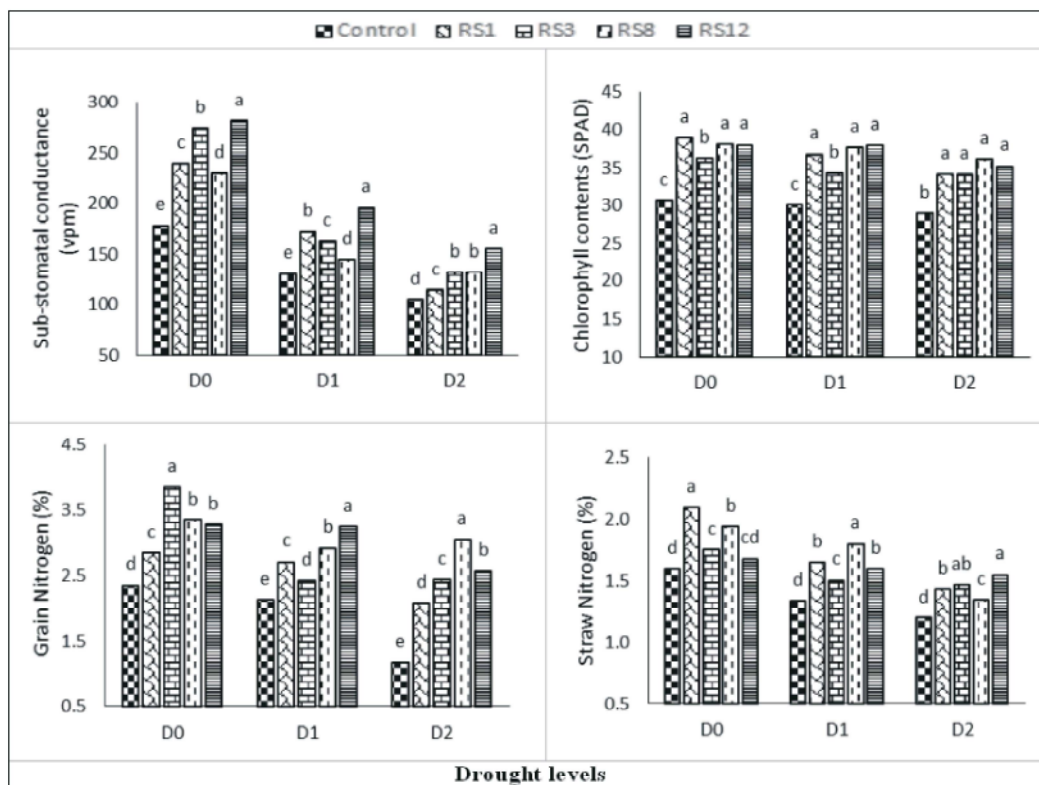 Control RS1 RS3 RS8 RS12
Sub-stomatal conductance
(vpm)
300
250
200
150
100
50
e c b d a
e b c d a
d c b b a
D0 D1 D2
Chlorophyll contents (SPAD)
45
40
35
30
25
20
15
10
c a b a a
c a b a a
b a a a a
D0 D1 D2
Grain Nitrogen (%)
4.5
3.5
2.5
1.5
0.5
d c a b b
e c d b a
e d c a b
D0 D1 D2
Straw Nitrogen (%)
2.5
2.0
1.5
1.0
0.5
d a c b cd
d b c a b
d b ab c a
D0 D1 D2
Drought levels